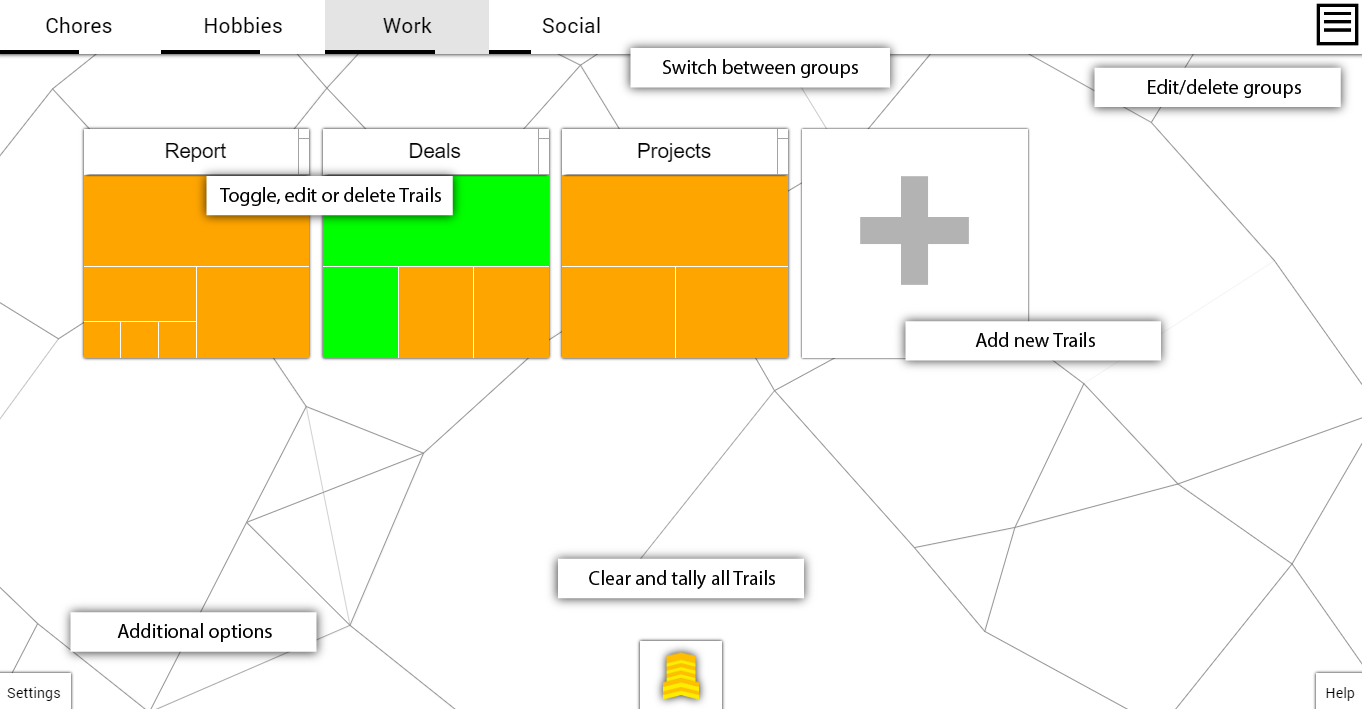 Chores
Hobbies
Work
Social
Switch between groups
Edit/delete groups
Report
Deals
Projects
Toggle, edit or delete Trails
Add new Trails
Clear and tally all Trails
Additional options
Settings
Help